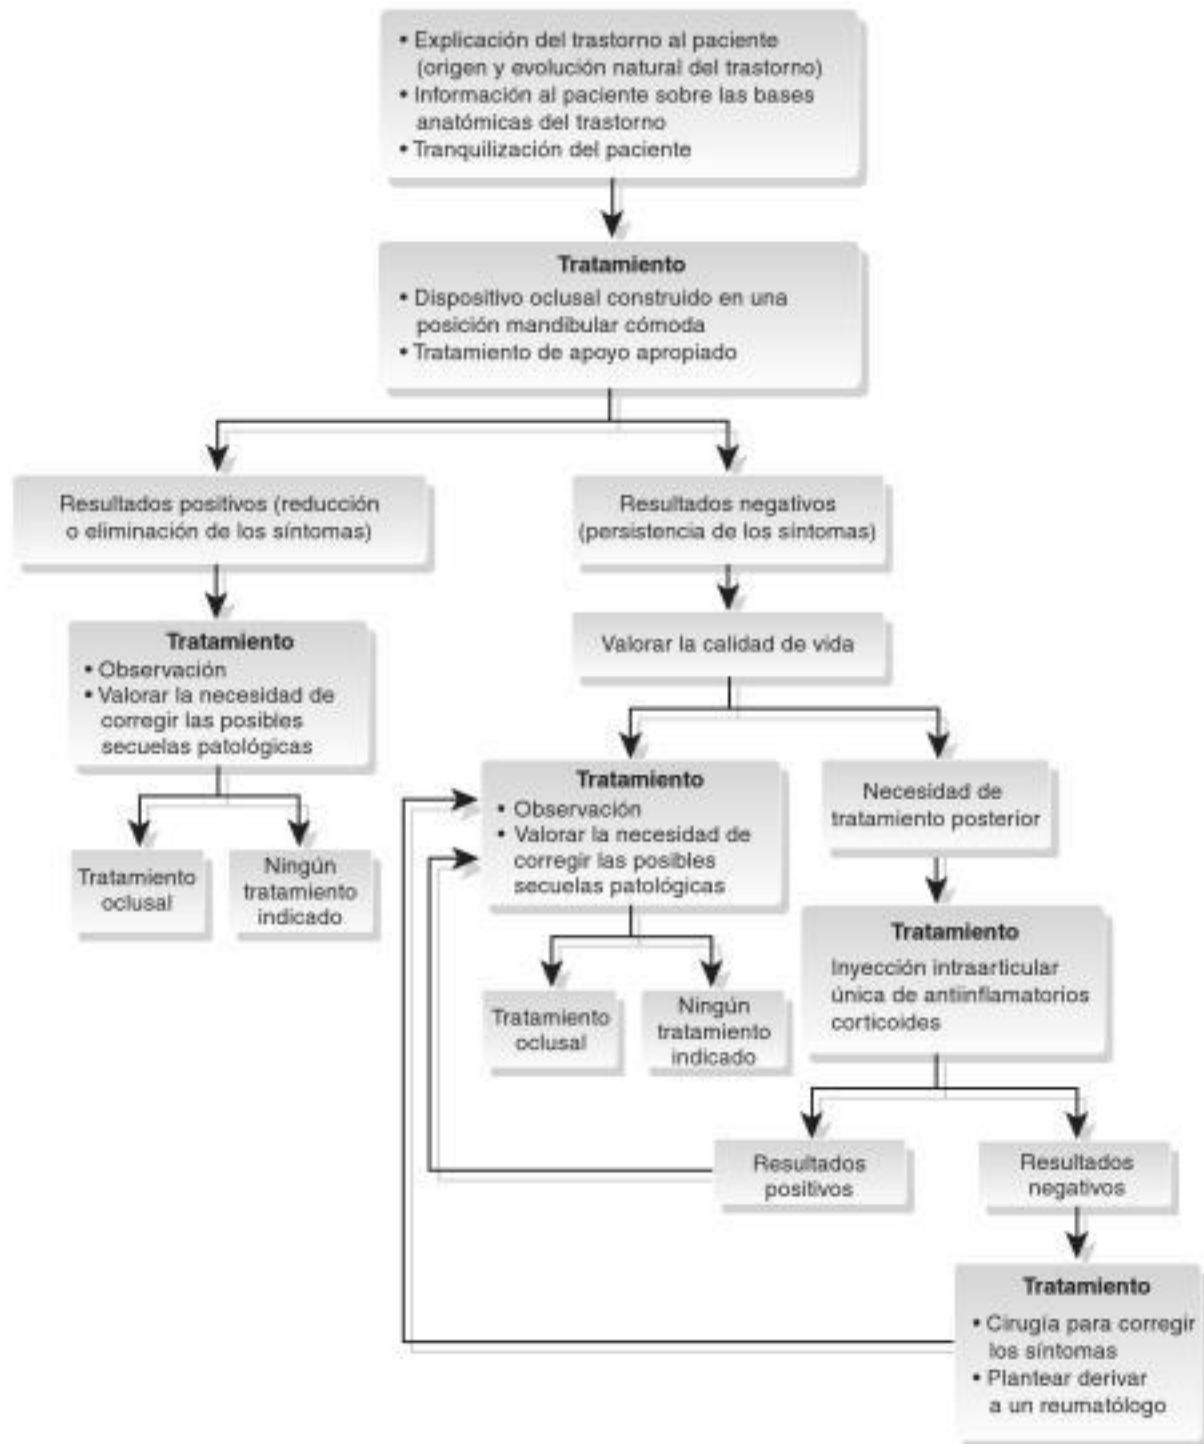 • Explicación del trastorno al paciente
(origen y evolución natural del trastorno)
• Información al paciente sobre las bases
anatómicas del trastorno
• Tranquilización del paciente
Tratamiento
• Dispositivo oclusal construido en una
posición mandibular cómoda
• Tratamiento de apoyo apropiado
Resultados positivos (reducción
o eliminación de los síntomas)
Tratamiento
• Observación
• Valorar la necesidad de
corregir las posibles
secuelas patológicas
Tratamiento
oclusal
Ningún
tratamiento
indicado
Resultados negativos
(persistencia de los síntomas)
Valorar la calidad de vida
Tratamiento
• Observación
• Valorar la necesidad de
corregir las posibles
secuelas patológicas
Tratamiento
oclusal
Ningún
tratamiento
indicado
Necesidad de
tratamiento posterior
Tratamiento
Inyección intraarticular
única de antiinflamatorios
corticoides
Resultados
positivos
Resultados
negativos
Tratamiento
• Cirugía para corregir
los síntomas
• Plantear derivar
a un reumatólogo